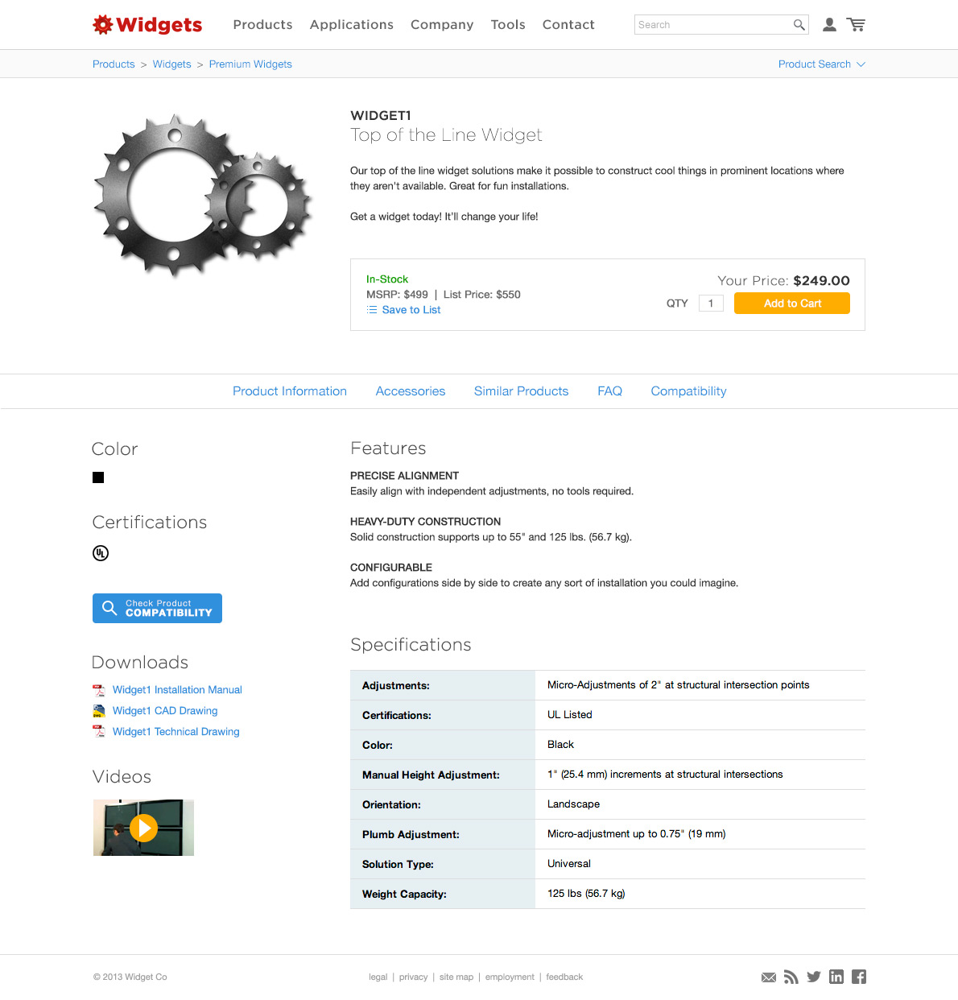 Widgets
Products Applications Company Tools Contact
Search
Products > Widgets > Premium Widgets
Product Search
WIDGET1
Top of the Line Widget
Our top of the line widget solutions make it possible to construct cool things in prominent locations where
they aren't available. Great for fun installations.
Get a widget today! It'll change your life!
In-Stock
MSRP: $499 | List Price: $550
Save to List
Your Price: $249.00
QTY 1 Add to Cart
Product Information Accessories Similar Products FAQ Compatibility
Color
Certifications
UL
Check Product
COMPATIBILITY
Downloads
Widget1 Installation Manual
DWG
Widget1 CAD Drawing
Widget1 Technical Drawing
Videos
Features
PRECISE ALIGNMENT
Easily align with independent adjustments, no tools required.
HEAVY-DUTY CONSTRUCTION
Solid construction supports up to 55" and 125 lbs. (56.7 kg).
CONFIGURABLE
Add configurations side by side to create any sort of installation you could imagine.
Specifications
Adjustments: Micro-Adjustments of 2" at structural intersection points
Certifications: UL Listed
Color: Black
Manual Height Adjustment: 1" (25.4 mm) increments at structural intersections
Orientation: Landscape
Plumb Adjustment: Micro-adjustment up to 0.75" (19 mm)
Solution Type: Universal
Weight Capacity: 125 lbs (56.7 kg)
© 2013 Widget Co
legal | privacy | site map | employment | feedback